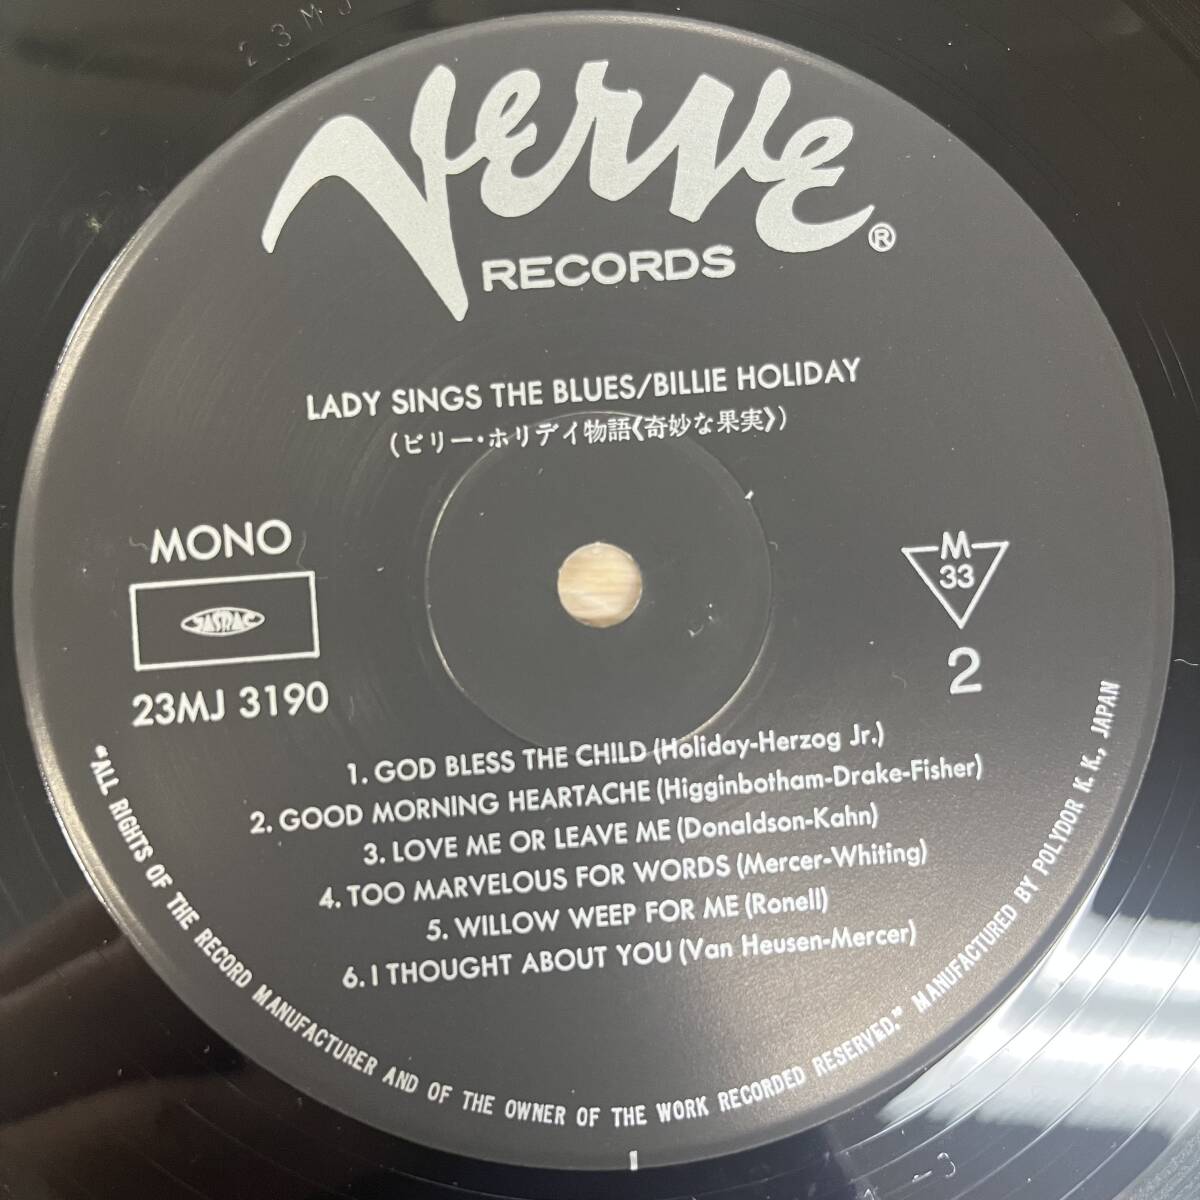 23MJ
Verve
RECORDS ®
LADY SINGS THE BLUES/BILLIE HOLIDAY
(ビリー・ホリデイ物語《奇妙な果実》)
MONO
JASRAC
23MJ 3190
M
33
2
1. GOD BLESS THE CHILD (Holiday-Herzog Jr.)
2. GOOD MORNING HEARTACHE (Higginbotham-Drake-Fisher)
3. LOVE ME OR LEAVE ME (Donaldson-Kahn)
4. TOO MARVELOUS FOR WORDS (Mercer-Whiting)
5. WILLOW WEEP FOR ME (Ronell)
6. I THOUGHT ABOUT YOU (Van Heusen-Mercer)
"ALL RIGHTS OF THE RECORD MANUFACTURER AND OF THE OWNER OF THE WORK RECORDED RESERVED." MANUFACTURED BY POLYDOR K. K., JAPAN